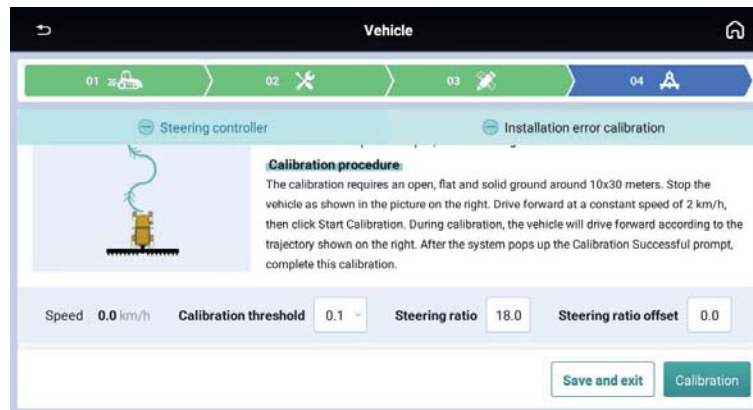 Vehicle
01
02
03
04
Steering controller
Installation error calibration
Calibration procedure
The calibration requires an open, flat and solid ground around 10x30 meters. Stop the
vehicle as shown in the picture on the right. Drive forward at a constant speed of 2 km/h,
then click Start Calibration. During calibration, the vehicle will drive forward according to the
trajectory shown on the right. After the system pops up the Calibration Successful prompt,
complete this calibration.
Speed 0.0 km/h Calibration threshold 0.1 Steering ratio 18.0 Steering ratio offset 0.0
Save and exit Calibration